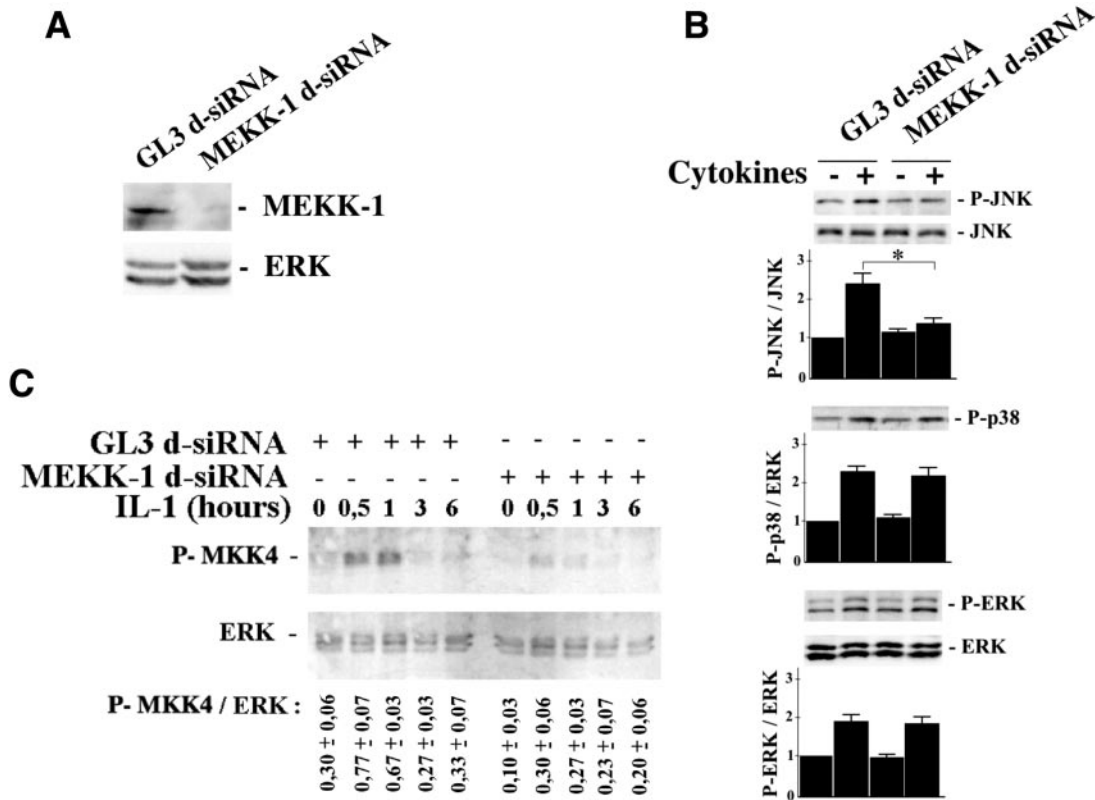 A
GL3 d-siRNA
MEKK-1 d-siRNA
- MEKK-1
- ERK
B
GL3 d-siRNA
MEKK-1 d-siRNA
Cytokines - + - +
- P-JNK
- JNK
P-JNK / JNK
3
2
1
0
- P-p38
P-p38 / ERK
3
2
1
0
- P-ERK
- ERK
P-ERK / ERK
3
2
1
0
C
GL3 d-siRNA + + + + + - - - - -
MEKK-1 d-siRNA - - - - - + + + + +
IL-1 (hours) 0 0,5 1 3 6 0 0,5 1 3 6
P- MKK4 -
ERK -
P- MKK4 / ERK :
0,30 ± 0,06
0,77 ± 0,07
0,67 ± 0,03
0,27 ± 0,03
0,33 ± 0,07
0,10 ± 0,03
0,30 ± 0,06
0,27 ± 0,03
0,23 ± 0,07
0,20 ± 0,06